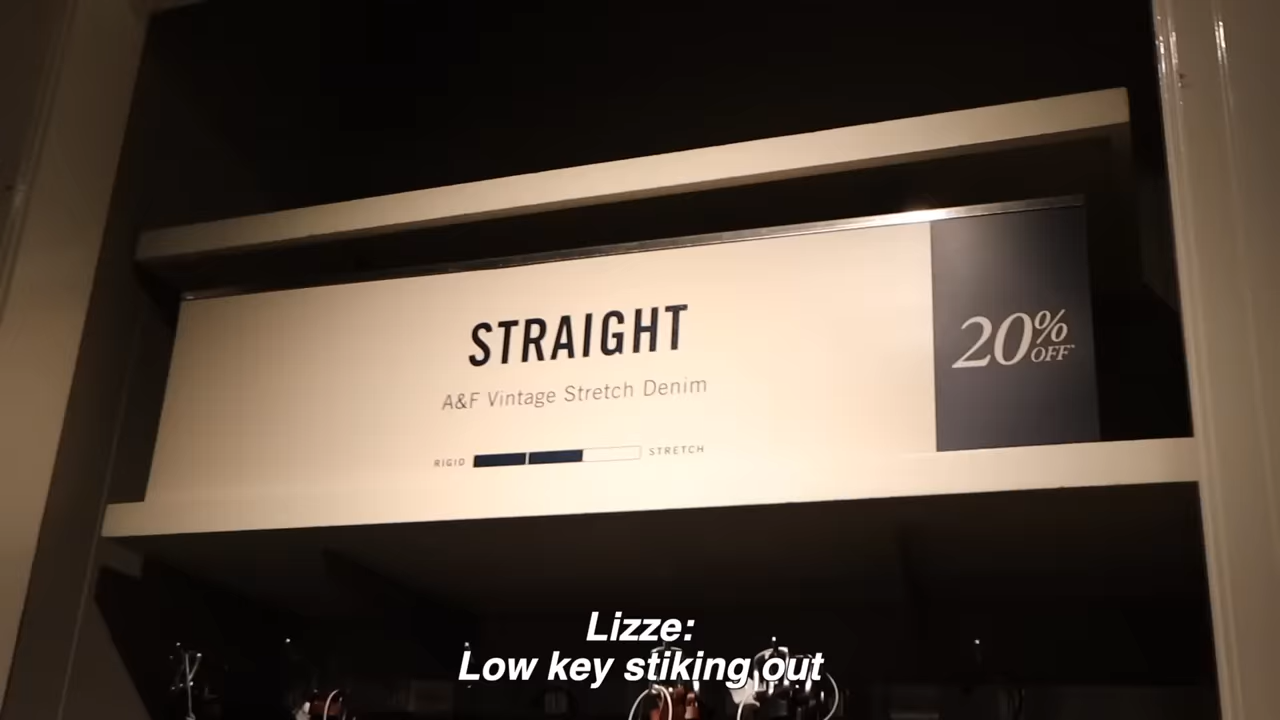 STRAIGHT
A&F Vintage Stretch Denim
RIGID STRETCH
20% OFF*
Lizze:
Low key stiking out